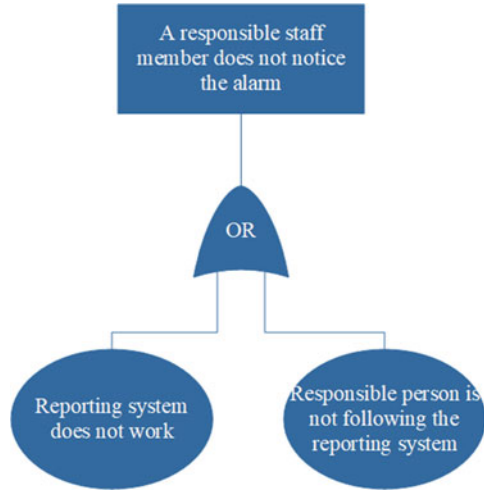 A responsible staff
member does not notice
the alarm
OR
Reporting system
does not work
Responsible person is
not following the
reporting system